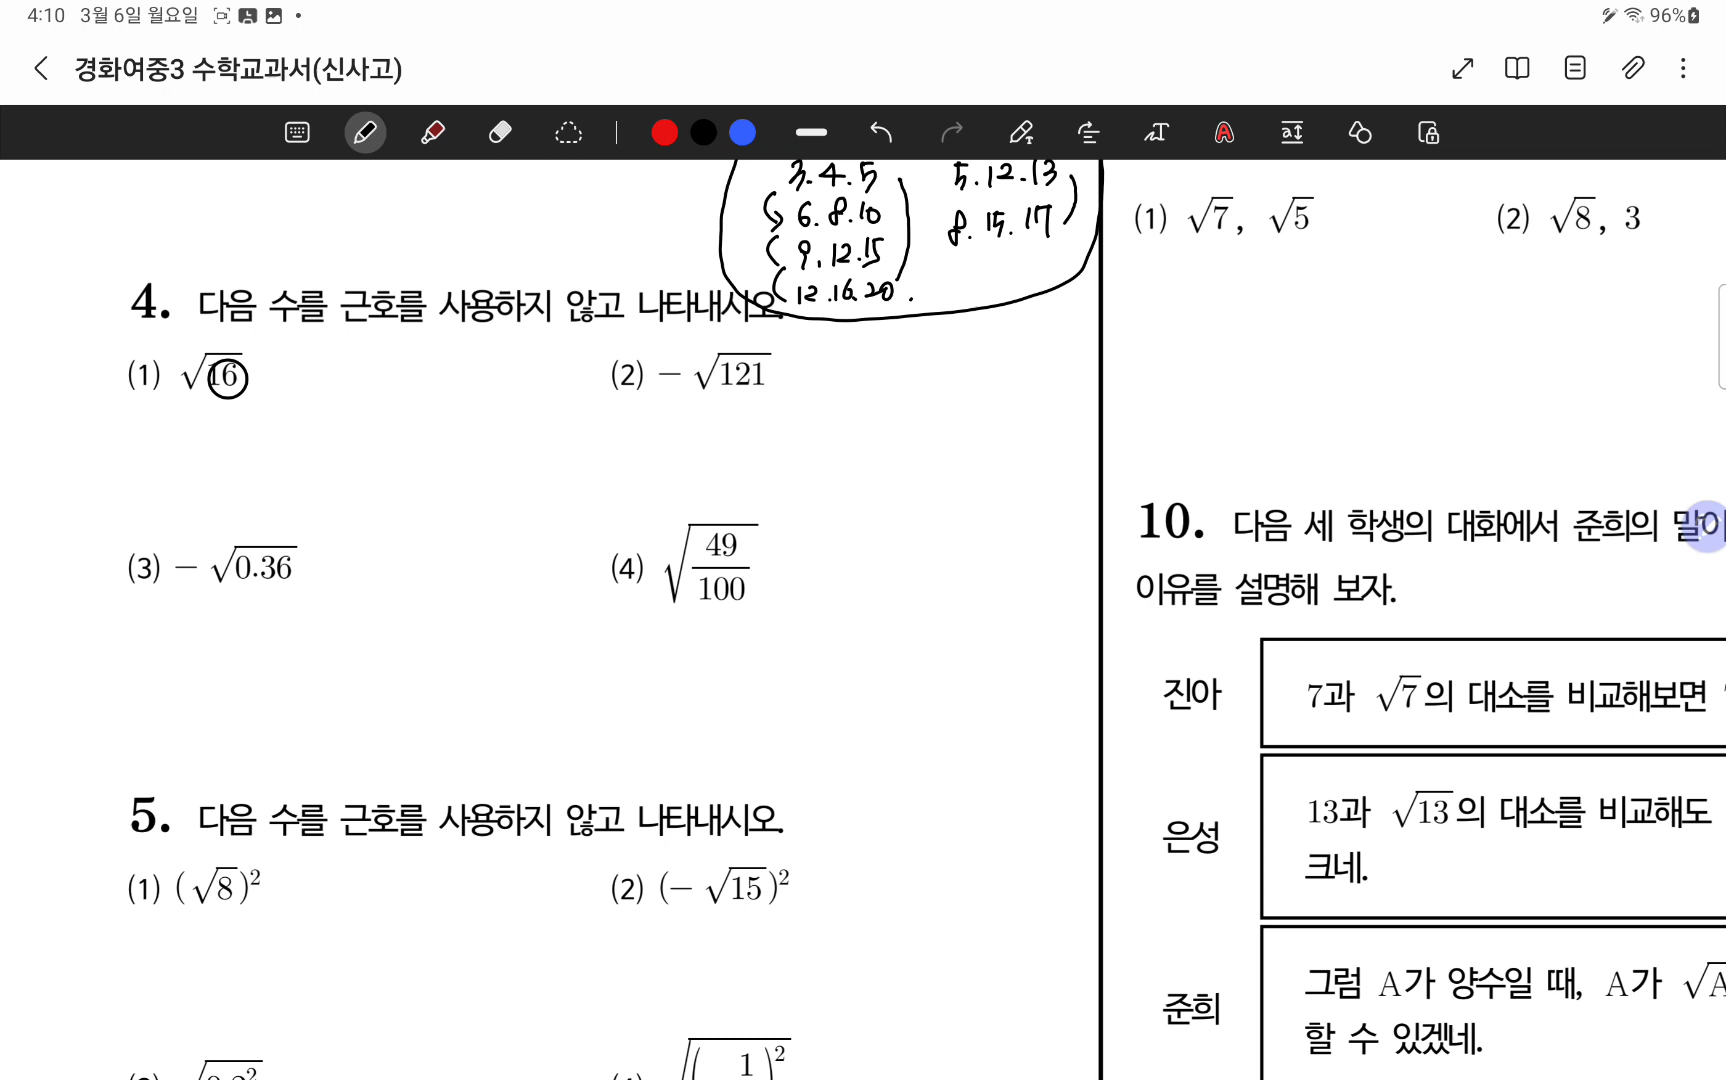 4:10 3월 6일 월요일
96%
경화여중3 수학교과서(신사고)
3.4.5
6.8.10
9.12.15
12.16.20.
5.12.13
8.15.17
4. 다음 수를 근호를 사용하지 않고 나타내시오.
(1) √16 (2) -√121
(3) -√0.36 (4) √(49/100)
5. 다음 수를 근호를 사용하지 않고 나타내시오.
(1) (√8)² (2) (-√15)²
(1) √7, √5 (2) √8, 3
10. 다음 세 학생의 대화에서 준희의
이유를 설명해 보자.
진아
7과 √7의 대소를 비교해보면
은성
13과 √13의 대소를 비교해도
크네.
준희
그럼 A가 양수일 때, A가 √A
할 수 있겠네.